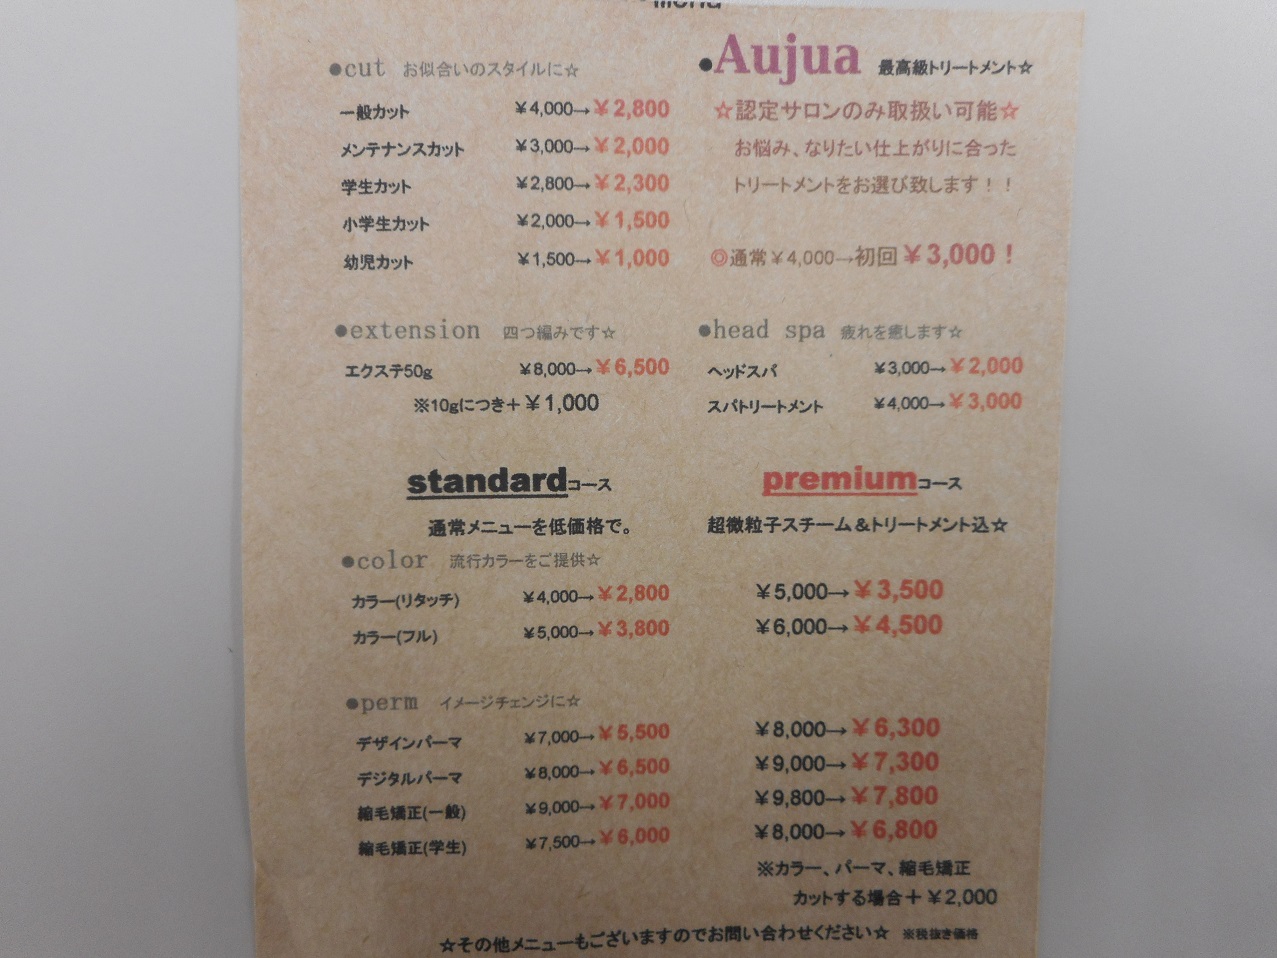 menu
●cut お似合いのスタイルに☆
一般カット ￥4,000→￥2,800
メンテナンスカット ￥3,000→￥2,000
学生カット ￥2,800→￥2,300
小学生カット ￥2,000→￥1,500
幼児カット ￥1,500→￥1,000
●Aujua 最高級トリートメント☆
☆認定サロンのみ取扱い可能☆
お悩み、なりたい仕上がりに合った
トリートメントをお選び致します！！
◎通常￥4,000→初回￥3,000！
●extension 四つ編みです☆
エクステ50g ￥8,000→￥6,500
※10gにつき＋￥1,000
●head spa 疲れを癒します☆
ヘッドスパ ￥3,000→￥2,000
スパトリートメント ￥4,000→￥3,000
standardコース
通常メニューを低価格で。
premiumコース
超微粒子スチーム＆トリートメント込☆
●color 流行カラーをご提供☆
カラー(リタッチ) ￥4,000→￥2,800 ￥5,000→￥3,500
カラー(フル) ￥5,000→￥3,800 ￥6,000→￥4,500
●perm イメージチェンジに☆
デザインパーマ ￥7,000→￥5,500 ￥8,000→￥6,300
デジタルパーマ ￥8,000→￥6,500 ￥9,000→￥7,300
縮毛矯正(一般) ￥9,000→￥7,000 ￥9,800→￥7,800
縮毛矯正(学生) ￥7,500→￥6,000 ￥8,000→￥6,800
※カラー、パーマ、縮毛矯正
カットする場合＋￥2,000
☆その他メニューもございますのでお問い合わせください☆ ※税抜き価格